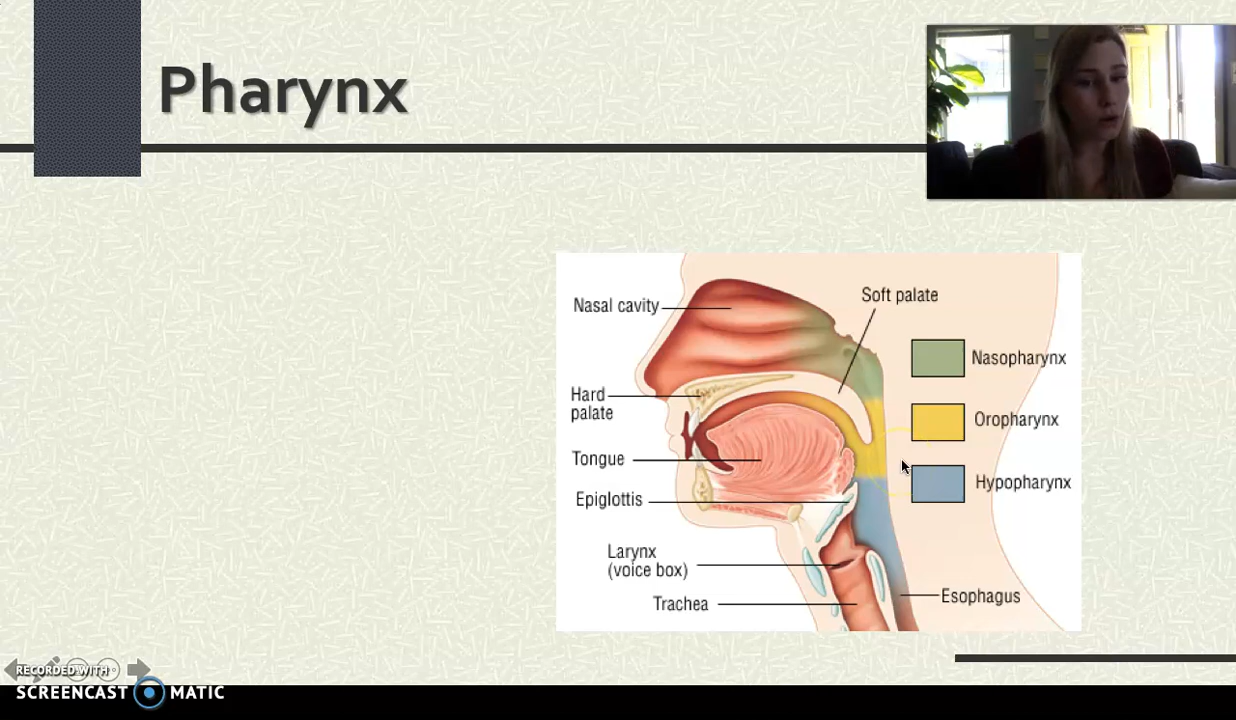 Pharynx
Nasal cavity
Soft palate
Nasopharynx
Hard
palate
Oropharynx
Tongue
Hypopharynx
Epiglottis
Larynx
(voice box)
Esophagus
Trachea
RECORDED WITH
SCREENCAST MATIC